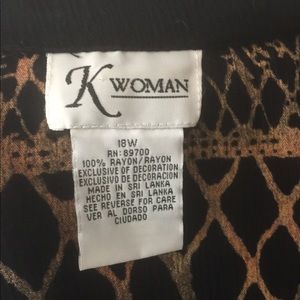 K WOMAN
18W
RN: 89700
100% RAYON/RAYON
EXCLUSIVE OF DECORATION
EXCLUSIVO DE DECORACION
MADE IN SRI LANKA
HECHO EN SRI LANKA
SEE REVERSE FOR CARE
VER AL DORSO PARA
CIUDADO